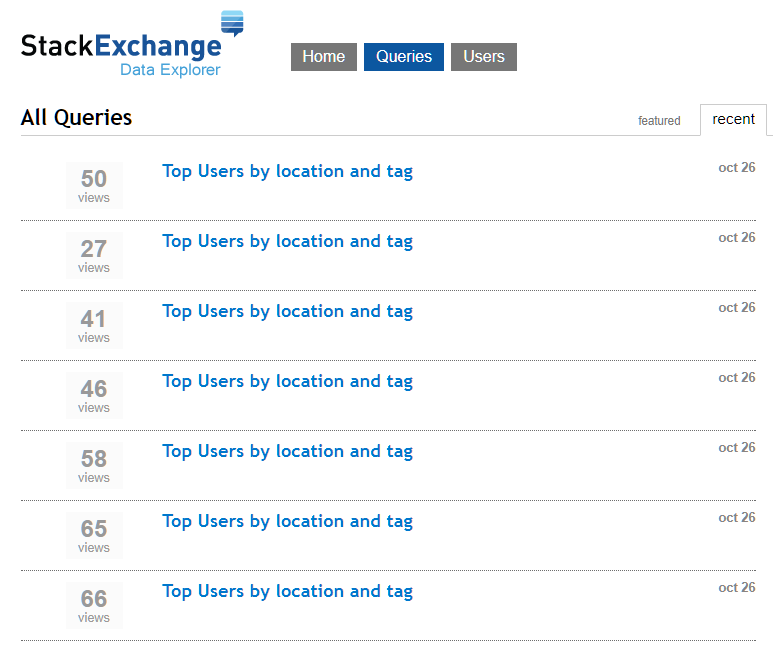 StackExchange
Data Explorer
Home Queries Users
All Queries featured recent
50 views Top Users by location and tag oct 26
27 views Top Users by location and tag oct 26
41 views Top Users by location and tag oct 26
46 views Top Users by location and tag oct 26
58 views Top Users by location and tag oct 26
65 views Top Users by location and tag oct 26
66 views Top Users by location and tag oct 26